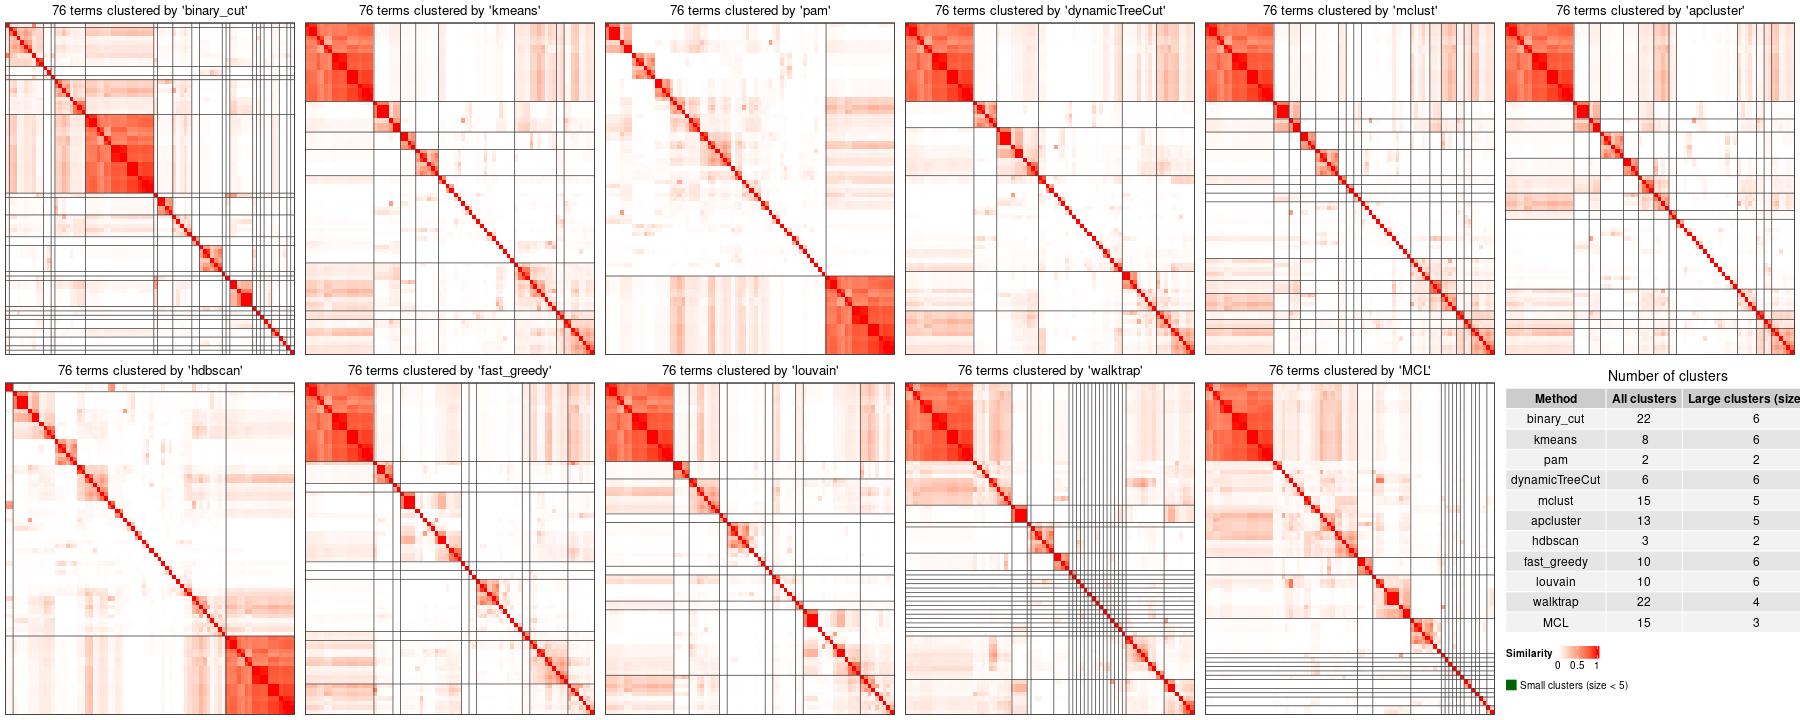 76 terms clustered by 'binary_cut'
76 terms clustered by 'kmeans'
76 terms clustered by 'pam'
76 terms clustered by 'dynamicTreeCut'
76 terms clustered by 'mclust'
76 terms clustered by 'apcluster'
76 terms clustered by 'hdbscan'
76 terms clustered by 'fast_greedy'
76 terms clustered by 'louvain'
76 terms clustered by 'walktrap'
76 terms clustered by 'MCL'
Number of clusters
Method All clusters Large clusters (size
binary_cut 22 6
kmeans 8 6
pam 2 2
dynamicTreeCut 6 6
mclust 15 5
apcluster 13 5
hdbscan 3 2
fast_greedy 10 6
louvain 10 6
walktrap 22 4
MCL 15 3
Similarity
0 0.5 1
Small clusters (size < 5)